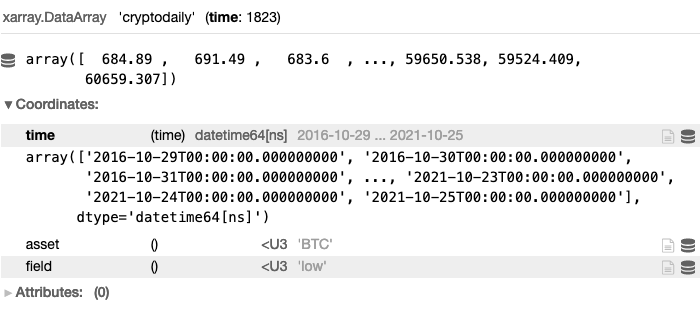 xarray.DataArray 'cryptodaily' (time: 1823)
array([ 684.89 , 691.49 , 683.6 , ..., 59650.538, 59524.409,
60659.307])
▼Coordinates:
time (time) datetime64[ns] 2016-10-29 ... 2021-10-25
array(['2016-10-29T00:00:00.000000000', '2016-10-30T00:00:00.000000000',
'2016-10-31T00:00:00.000000000', ..., '2021-10-23T00:00:00.000000000',
'2021-10-24T00:00:00.000000000', '2021-10-25T00:00:00.000000000'],
dtype='datetime64[ns]')
asset () <U3 'BTC'
field () <U3 'low'
►Attributes: (0)